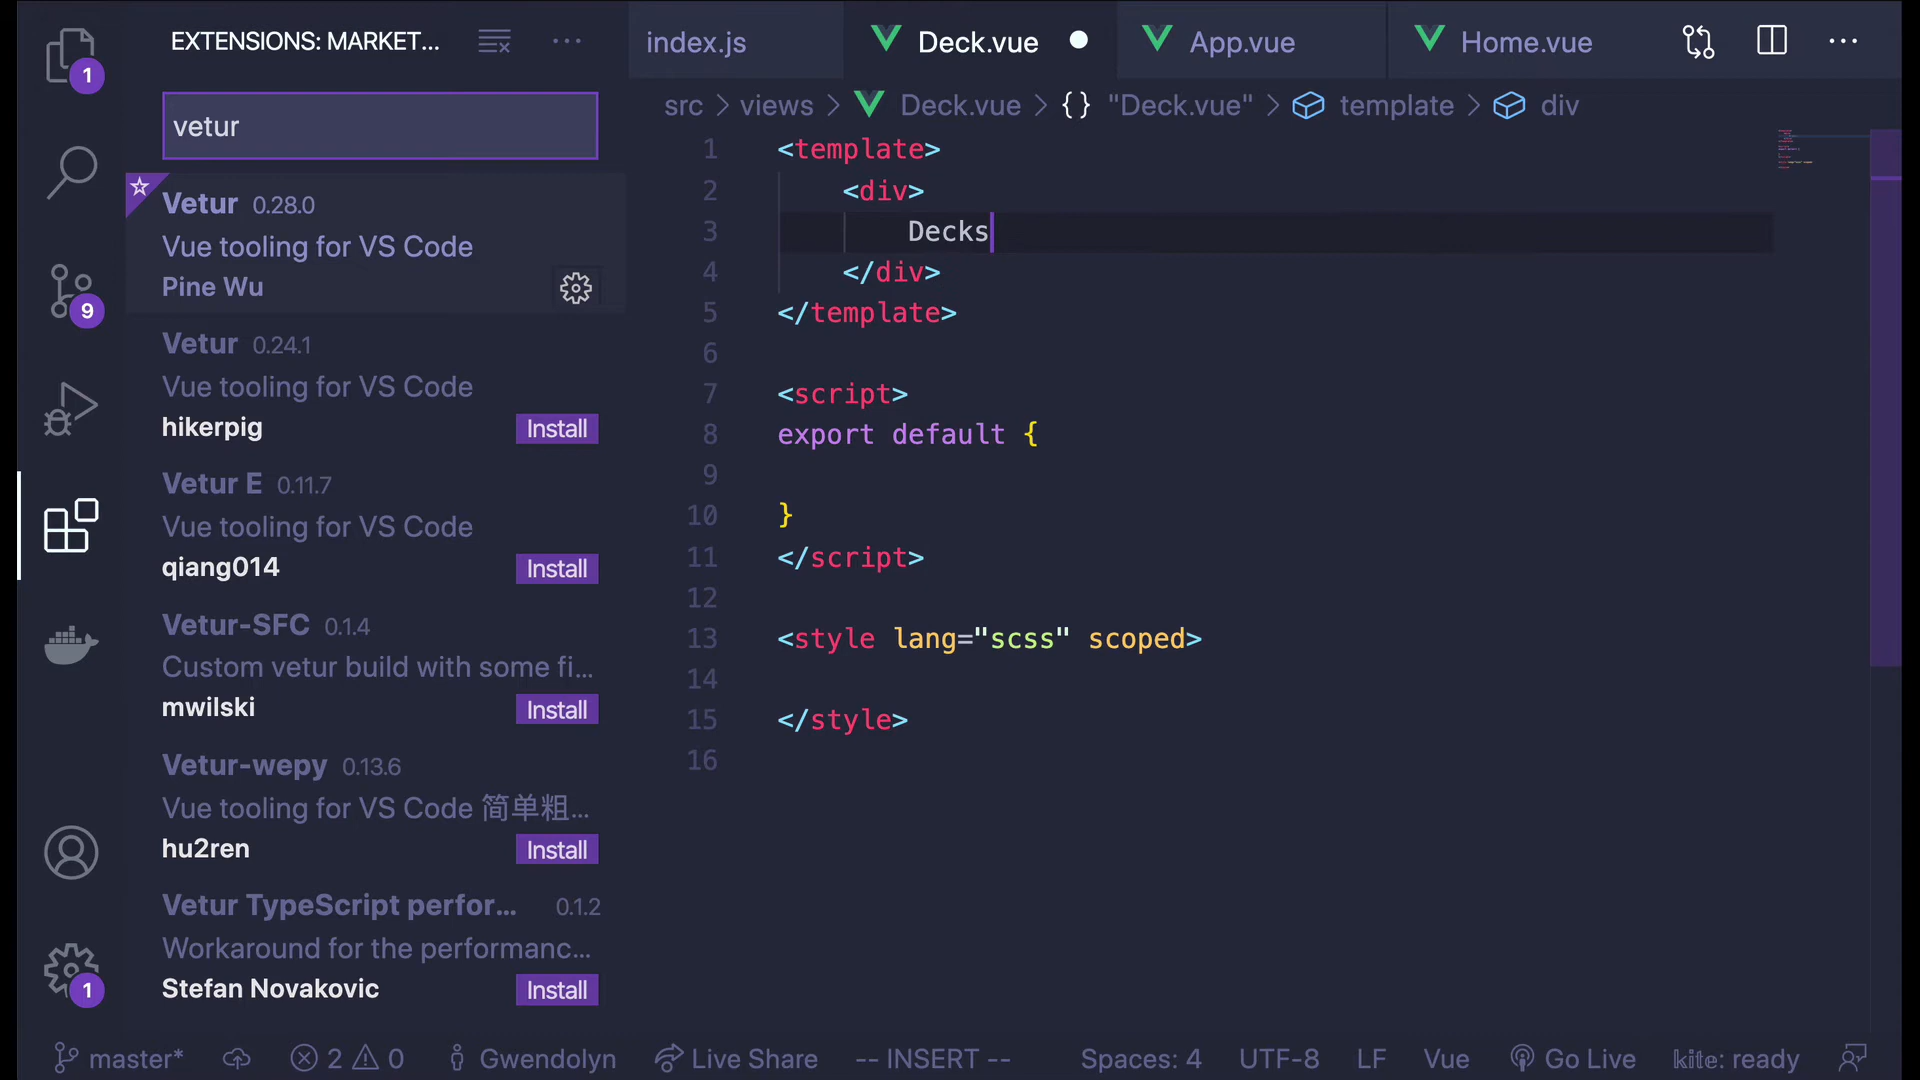 EXTENSIONS: MARKET...
vetur
Vetur 0.28.0
Vue tooling for VS Code
Pine Wu
Vetur 0.24.1
Vue tooling for VS Code
hikerpig
Install
Vetur E 0.11.7
Vue tooling for VS Code
qiang014
Install
Vetur-SFC 0.1.4
Custom vetur build with some fi...
mwilski
Install
Vetur-wepy 0.13.6
Vue tooling for VS Code 简单粗...
hu2ren
Install
Vetur TypeScript perfor... 0.1.2
Workaround for the performanc...
Stefan Novakovic
Install
1
9
1
index.js Deck.vue App.vue Home.vue
src > views > Deck.vue > {} "Deck.vue" > template > div
1 <template>
2 <div>
3 Decks
4 </div>
5 </template>
6
7 <script>
8 export default {
9
10 }
11 </script>
12
13 <style lang="scss" scoped>
14
15 </style>
16
master* 2 0 Gwendolyn Live Share -- INSERT -- Spaces: 4 UTF-8 LF Vue Go Live kite: ready